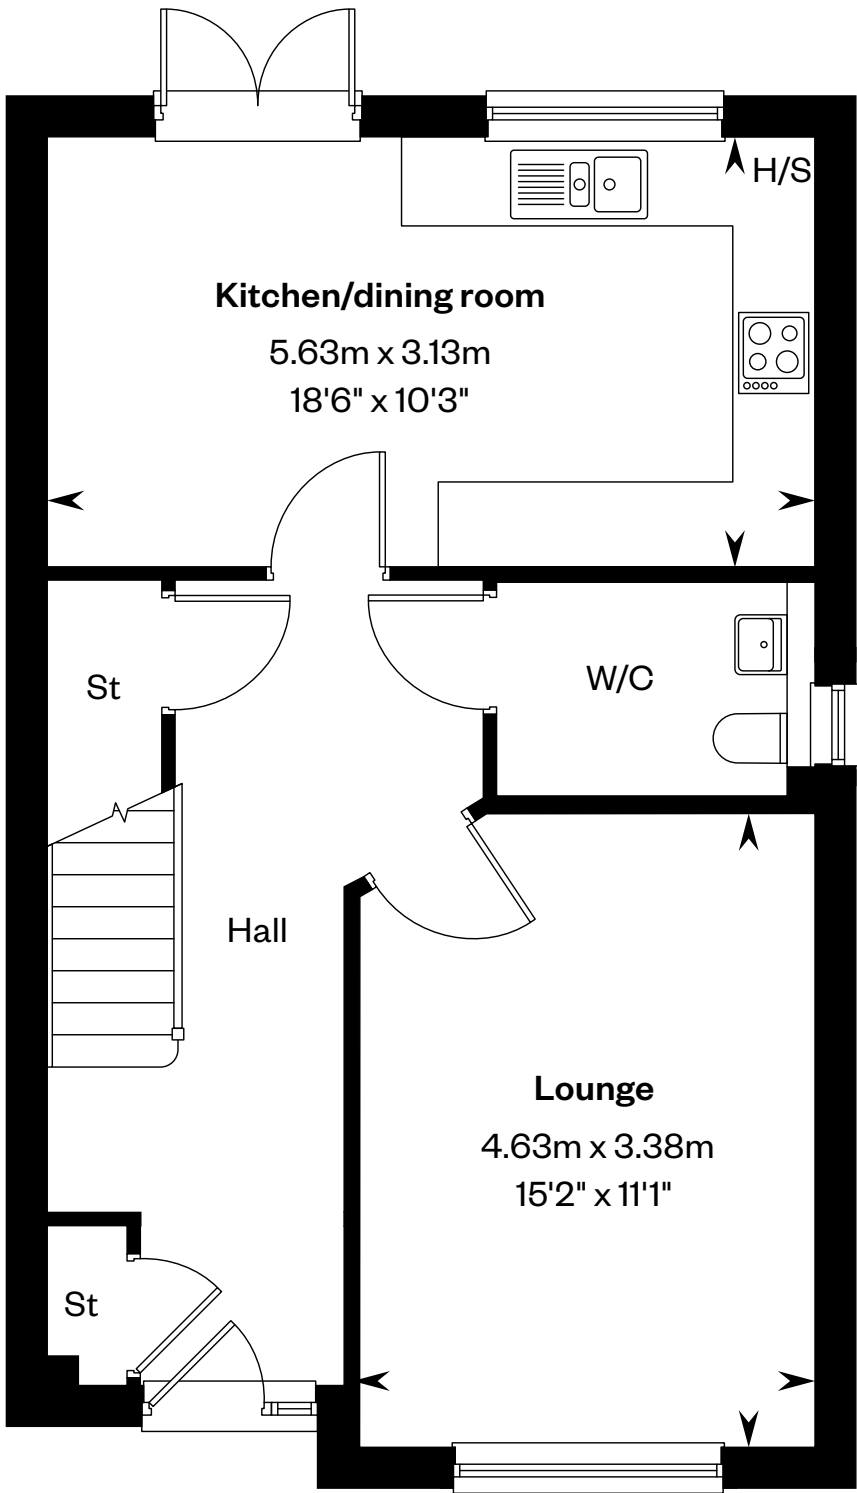 H/S
Kitchen/dining room
5.63m x 3.13m
18'6" x 10'3"
St
W/C
Hall
Lounge
4.63m x 3.38m
15'2" x 11'1"
St